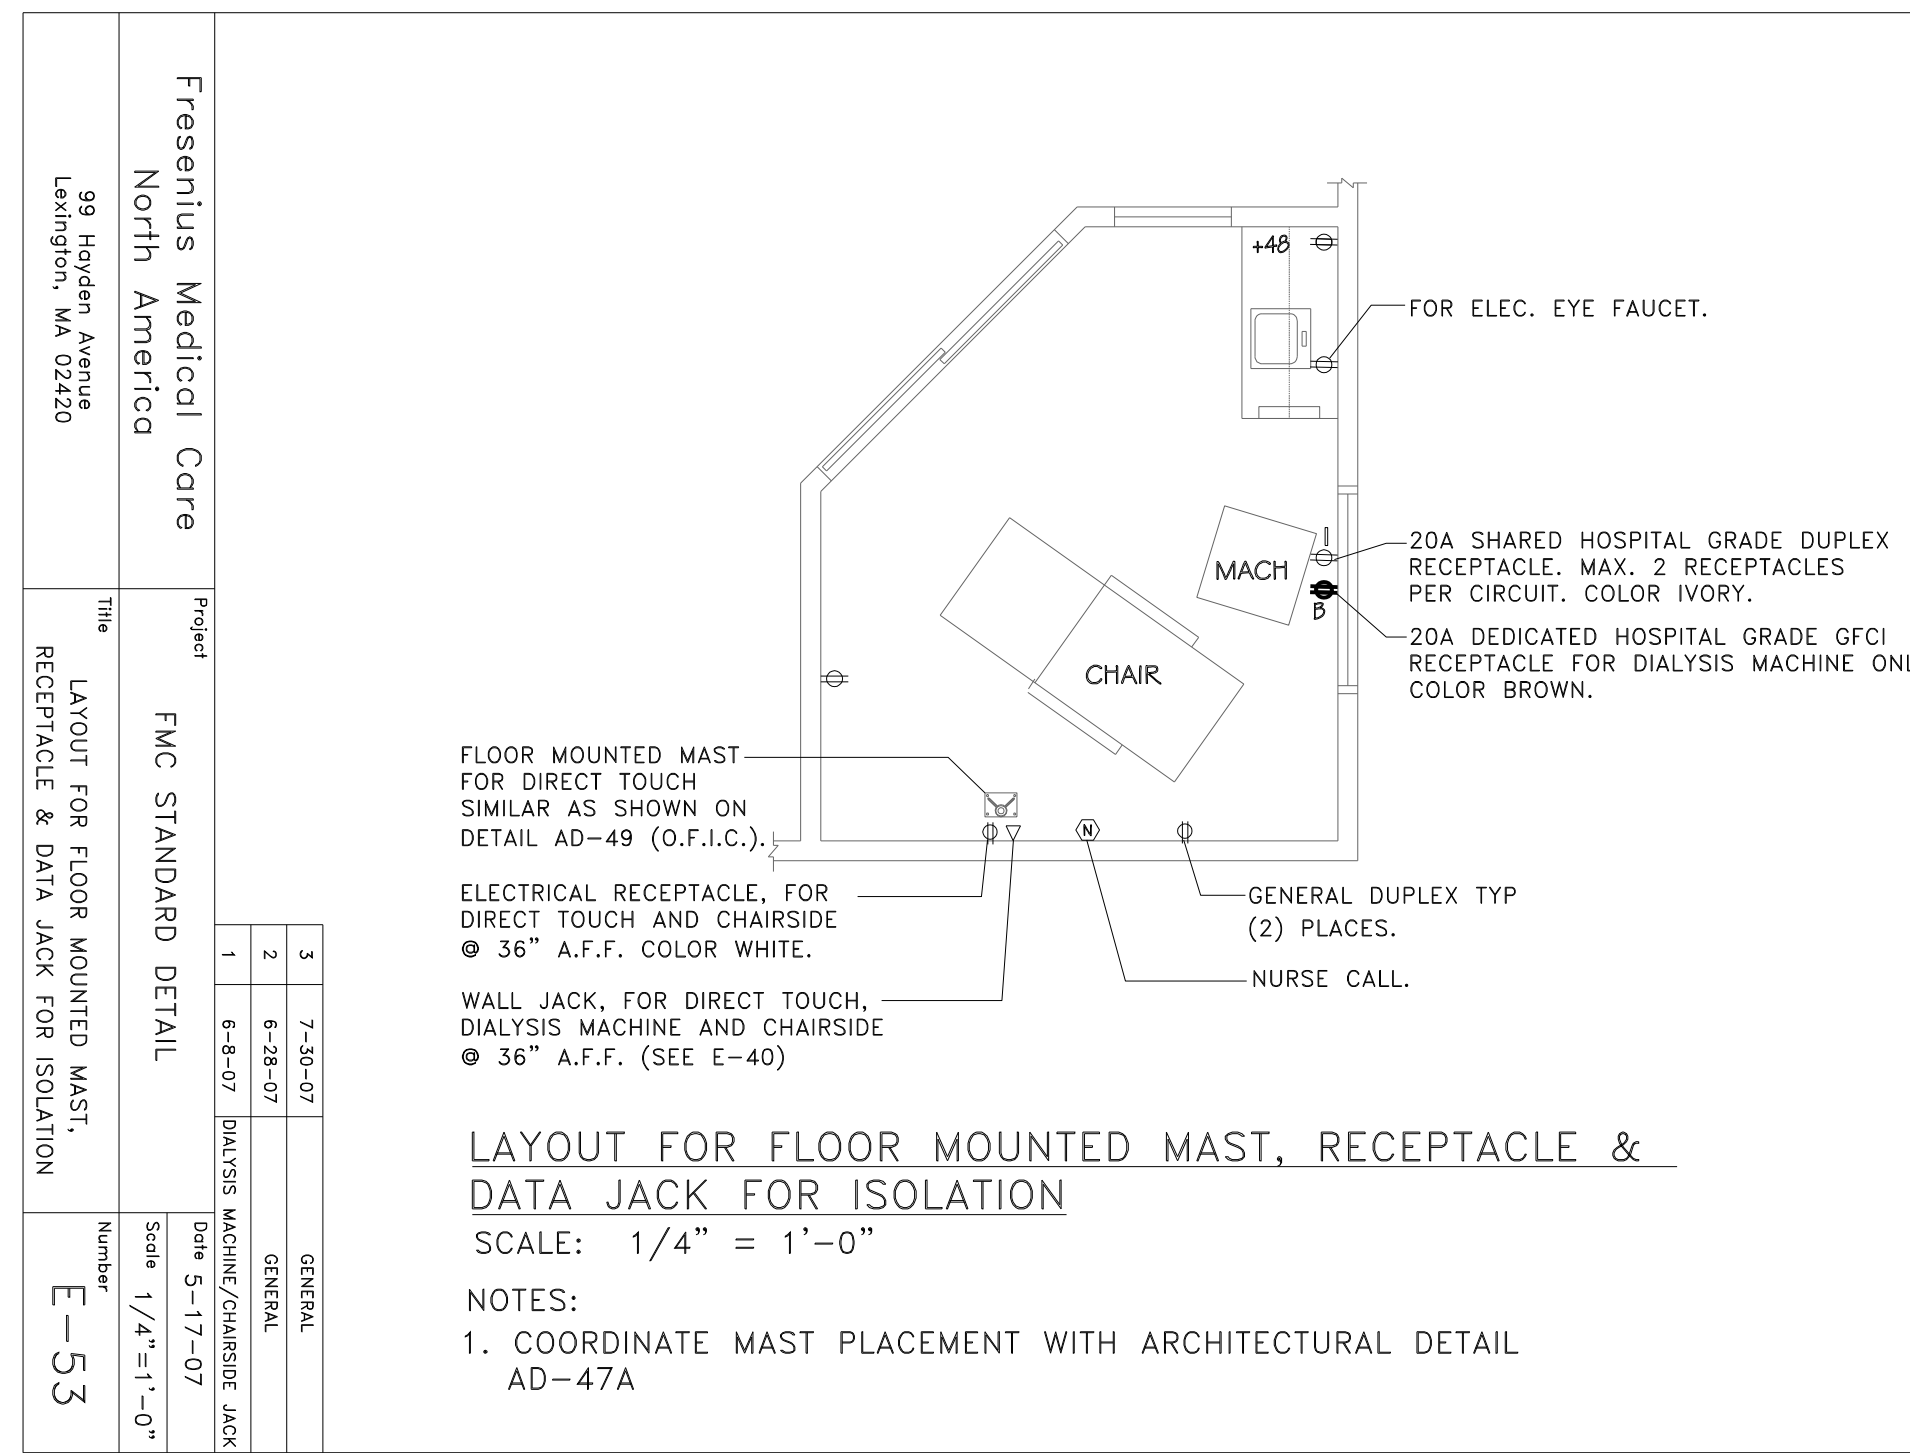 Fresenius Medical Care
North America
99 Hayden Avenue
Lexington, MA 02420
Project
FMC STANDARD DETAIL
Title
LAYOUT FOR FLOOR MOUNTED MAST,
RECEPTACLE & DATA JACK FOR ISOLATION
3 7-30-07 GENERAL
2 6-28-07 GENERAL
1 6-8-07 DIALYSIS MACHINE/CHAIRSIDE JACK
Date 5-17-07
Scale 1/4"=1'-0"
Number
E-53
+48
FOR ELEC. EYE FAUCET.
I
20A SHARED HOSPITAL GRADE DUPLEX
RECEPTACLE. MAX. 2 RECEPTACLES
PER CIRCUIT. COLOR IVORY.
MACH
B
20A DEDICATED HOSPITAL GRADE GFCI
RECEPTACLE FOR DIALYSIS MACHINE ONL
COLOR BROWN.
CHAIR
FLOOR MOUNTED MAST
FOR DIRECT TOUCH
SIMILAR AS SHOWN ON
DETAIL AD-49 (O.F.I.C.).
N
ELECTRICAL RECEPTACLE, FOR
DIRECT TOUCH AND CHAIRSIDE
@ 36" A.F.F. COLOR WHITE.
GENERAL DUPLEX TYP
(2) PLACES.
NURSE CALL.
WALL JACK, FOR DIRECT TOUCH,
DIALYSIS MACHINE AND CHAIRSIDE
@ 36" A.F.F. (SEE E-40)
LAYOUT FOR FLOOR MOUNTED MAST, RECEPTACLE &
DATA JACK FOR ISOLATION
SCALE: 1/4" = 1'-0"
NOTES:
1. COORDINATE MAST PLACEMENT WITH ARCHITECTURAL DETAIL
AD-47A